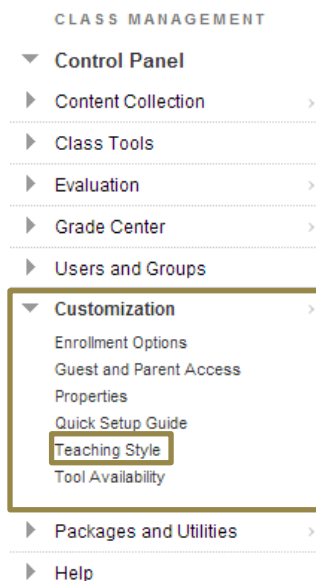 CLASS MANAGEMENT
Control Panel
Content Collection
Class Tools
Evaluation
Grade Center
Users and Groups
Customization
Enrollment Options
Guest and Parent Access
Properties
Quick Setup Guide
Teaching Style
Tool Availability
Packages and Utilities
Help